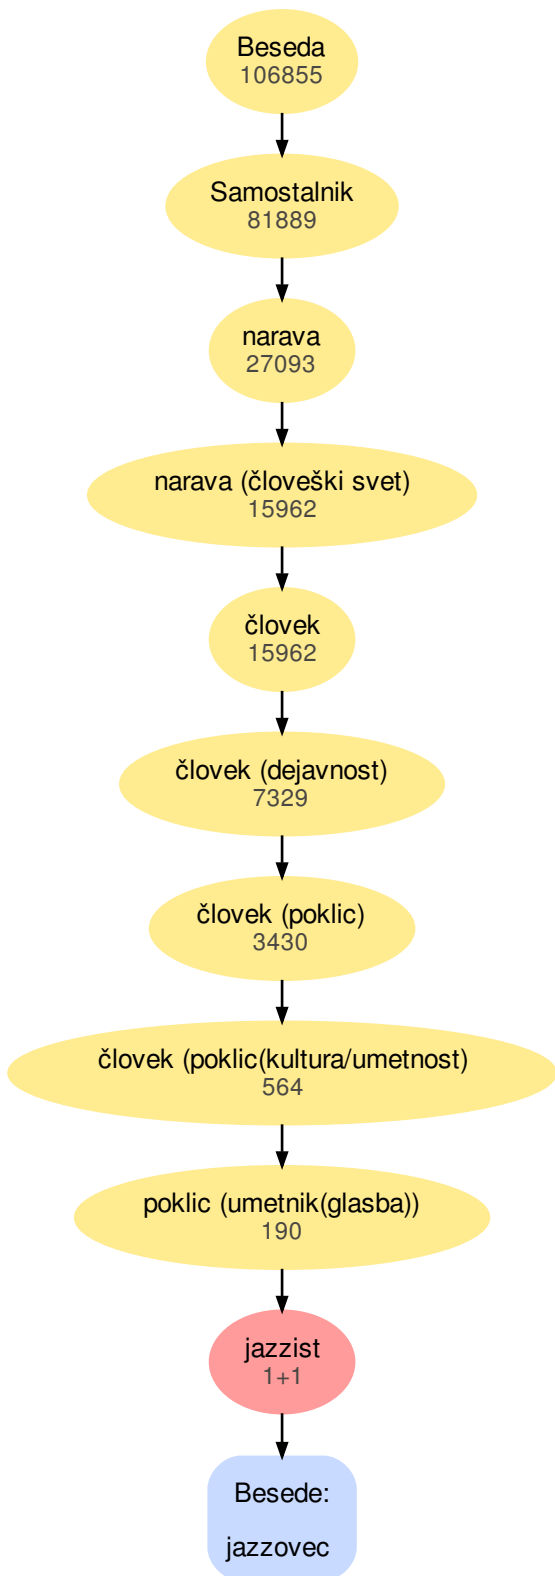 Beseda
106855
Samostalnik
81889
narava
27093
narava (človeški svet)
15962
človek
15962
človek (dejavnost)
7329
človek (poklic)
3430
človek (poklic(kultura/umetnost)
564
poklic (umetnik(glasba))
190
jazzist
1+1
Besede:
jazzovec